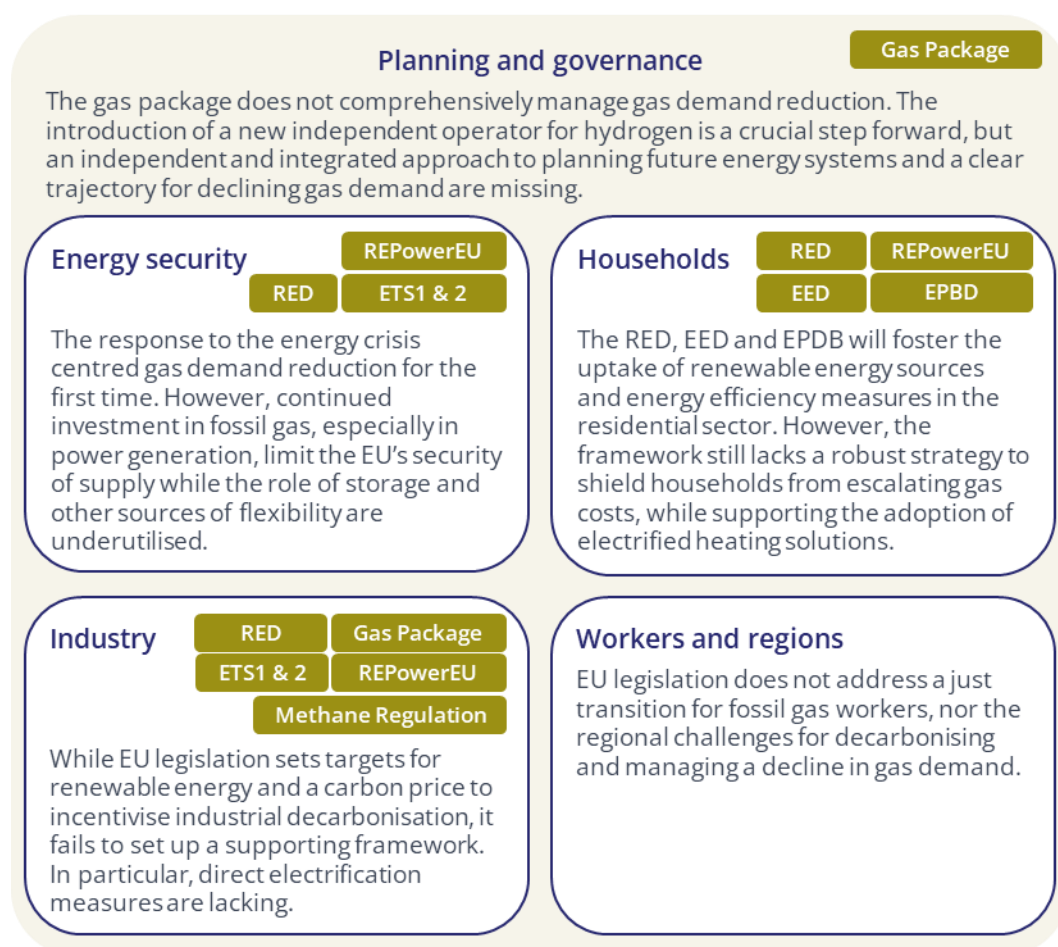 Planning and governance
Gas Package
The gas package does not comprehensively manage gas demand reduction. The
introduction of a new independent operator for hydrogen is a crucial step forward, but
an independent and integrated approach to planning future energy systems and a clear
trajectory for declining gas demand are missing.
Energy security
REPowerEU
RED
ETS1 & 2
The response to the energy crisis
centred gas demand reduction for the
first time. However, continued
investment in fossil gas, especially in
power generation, limit the EU’s security
of supply while the role of storage and
other sources of flexibility are
underutilised.
Households
RED
REPowerEU
EED
EPBD
The RED, EED and EPDB will foster the
uptake of renewable energy sources
and energy efficiency measures in the
residential sector. However, the
framework still lacks a robust strategy to
shield households from escalating gas
costs, while supporting the adoption of
electrified heating solutions.
Industry
RED
Gas Package
ETS1 & 2
REPowerEU
Methane Regulation
While EU legislation sets targets for
renewable energy and a carbon price to
incentivise industrial decarbonisation, it
fails to set up a supporting framework.
In particular, direct electrification
measures are lacking.
Workers and regions
EU legislation does not address a just
transition for fossil gas workers, nor the
regional challenges for decarbonising
and managing a decline in gas demand.